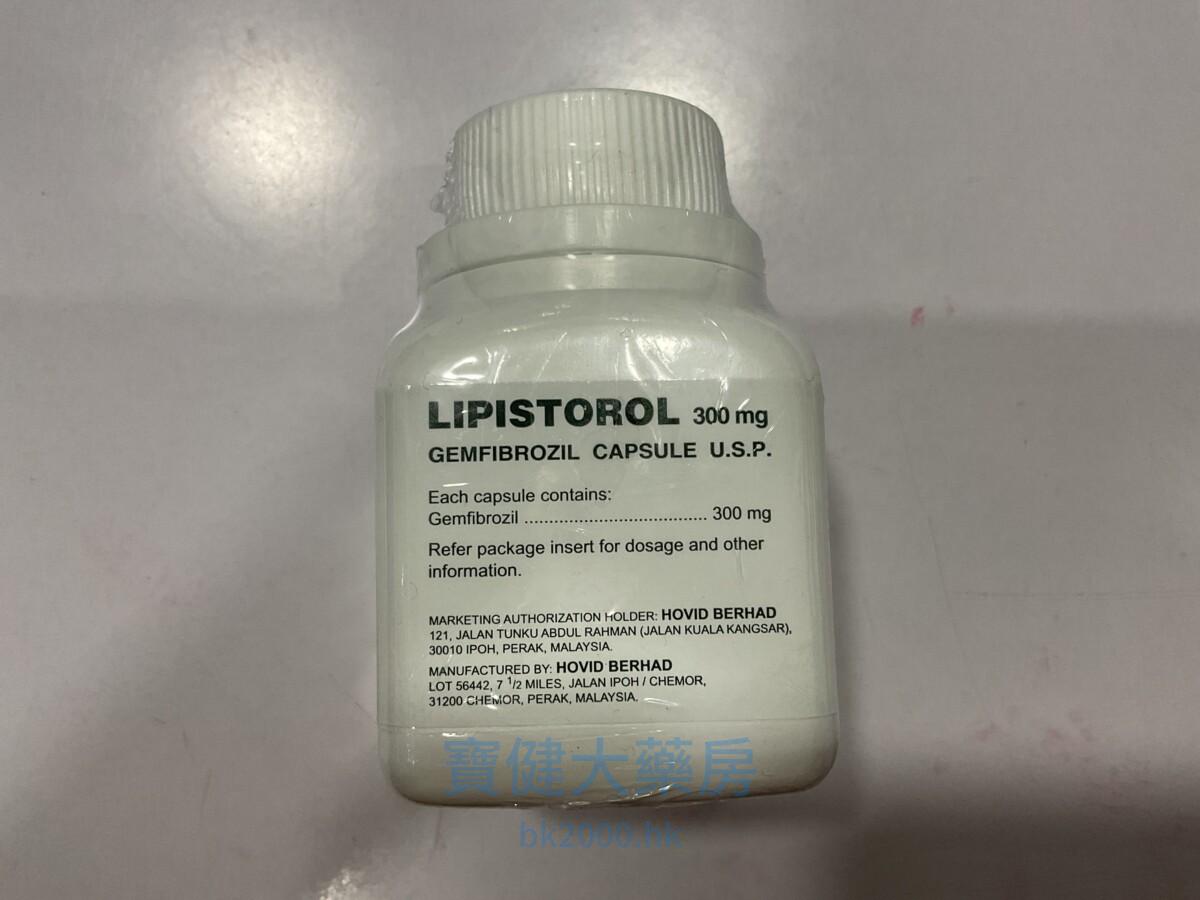 LIPISTOROL 300 mg
GEMFIBROZIL CAPSULE U.S.P.
Each capsule contains:
Gemfibrozil ..................................... 300 mg
Refer package insert for dosage and other
information.
MARKETING AUTHORIZATION HOLDER: HOVID BERHAD
121, JALAN TUNKU ABDUL RAHMAN (JALAN KUALA KANGSAR),
30010 IPOH, PERAK, MALAYSIA.
MANUFACTURED BY: HOVID BERHAD
LOT 56442, 7 1/2 MILES, JALAN IPOH / CHEMOR,
31200 CHEMOR, PERAK, MALAYSIA.
寶健大藥房
bk2000.hk